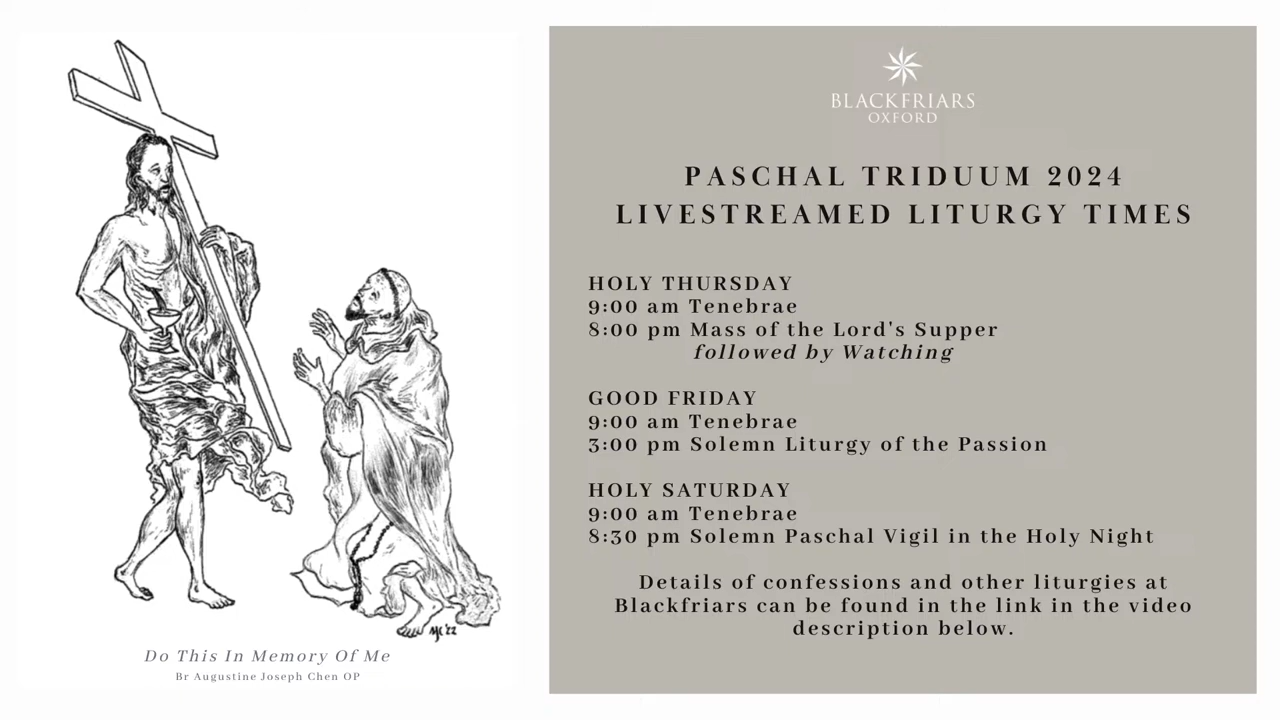 Do This In Memory Of Me
Br Augustine Joseph Chen OP
BLACKFRIARS
OXFORD
PASCHAL TRIDUUM 2024
LIVESTREAMED LITURGY TIMES
HOLY THURSDAY
9:00 am Tenebrae
8:00 pm Mass of the Lord's Supper
followed by Watching
GOOD FRIDAY
9:00 am Tenebrae
3:00 pm Solemn Liturgy of the Passion
HOLY SATURDAY
9:00 am Tenebrae
8:30 pm Solemn Paschal Vigil in the Holy Night
Details of confessions and other liturgies at
Blackfriars can be found in the link in the video
description below.